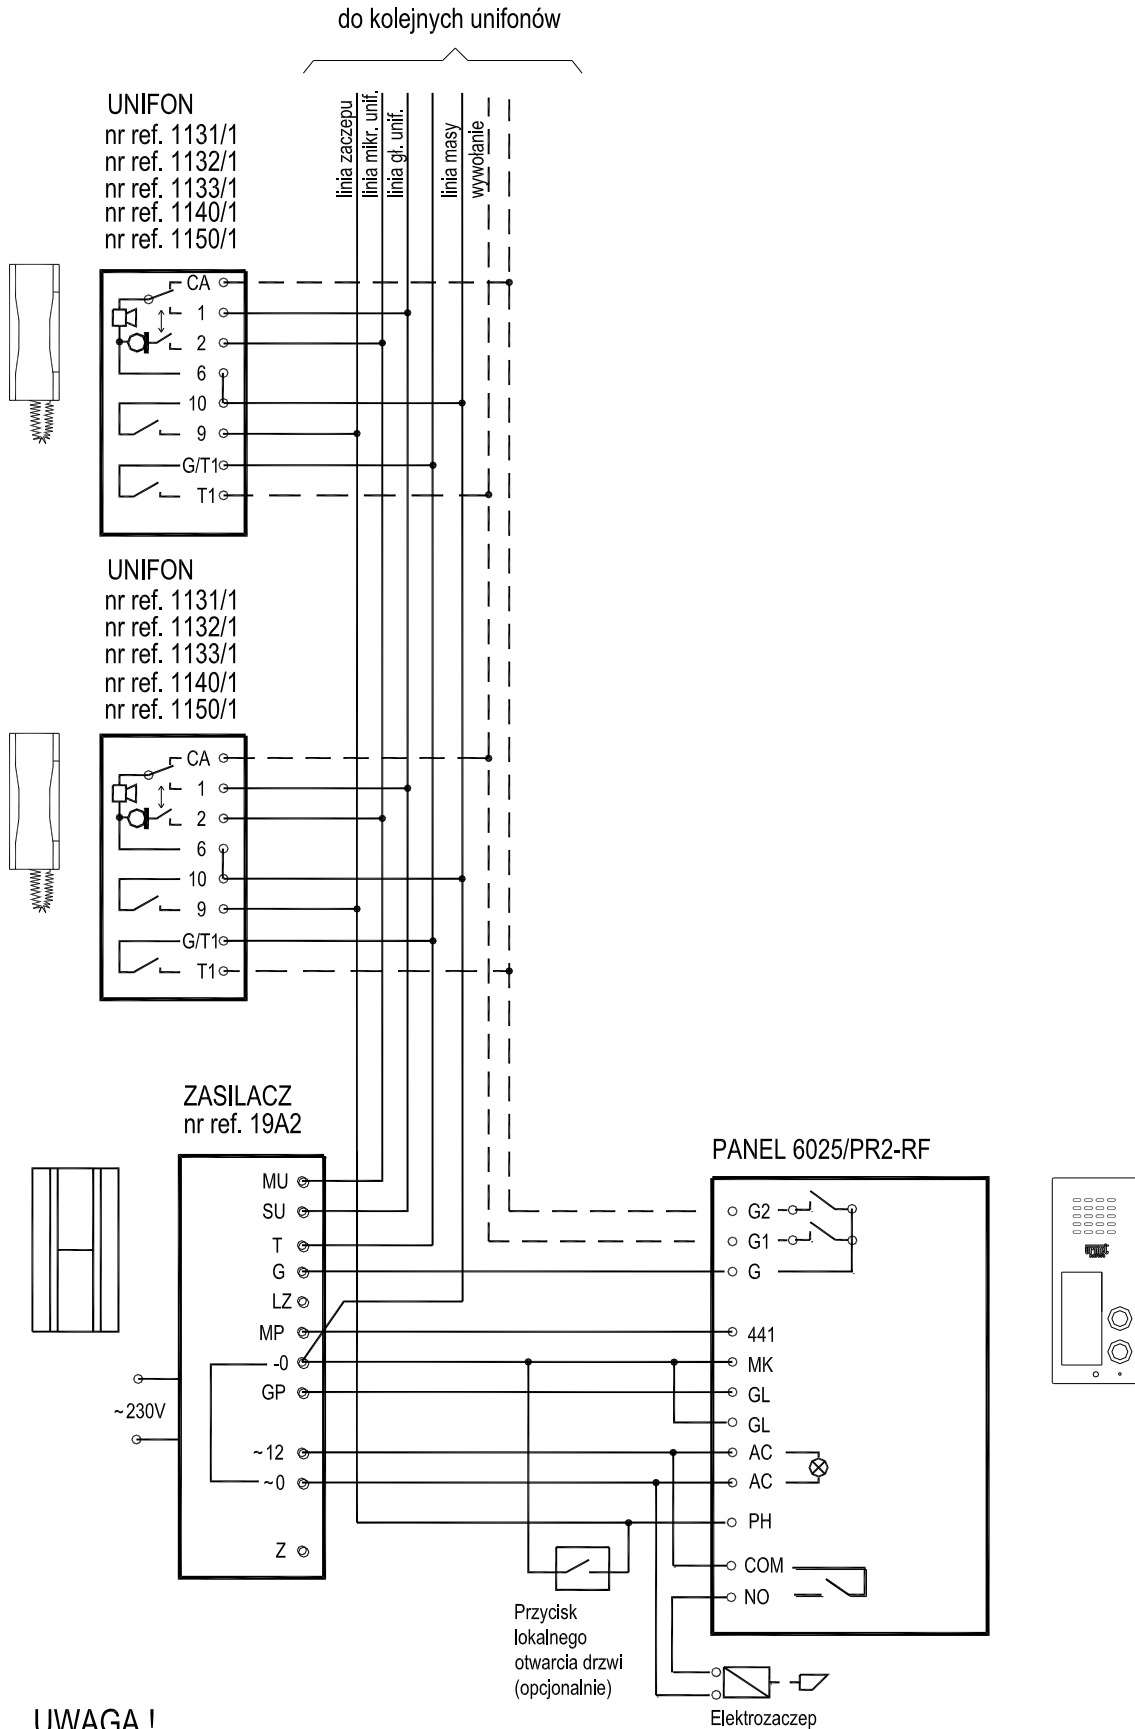 do kolejnych unifonów
linia zaczepu
linia mikr. unif.
linia gł. unif.
linia masy
wywołanie
UNIFON
nr ref. 1131/1
nr ref. 1132/1
nr ref. 1133/1
nr ref. 1140/1
nr ref. 1150/1
CA
1
2
6
10
9
G/T1
T1
UNIFON
nr ref. 1131/1
nr ref. 1132/1
nr ref. 1133/1
nr ref. 1140/1
nr ref. 1150/1
CA
1
2
6
10
9
G/T1
T1
ZASILACZ
nr ref. 19A2
MU
SU
T
G
LZ
MP
-0
GP
~12
~0
Z
~230V
PANEL 6025/PR2-RF
G2
G1
G
441
MK
GL
GL
AC
AC
PH
COM
NO
urmet
Przycisk
lokalnego
otwarcia drzwi
(opcjonalnie)
Elektrozaczep
UWAGA !